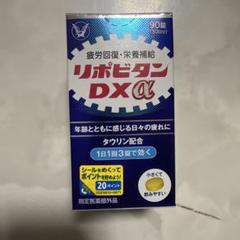 90錠
疲労回復・栄養補給
リポビタン
DXα
年齢とともに感じる日々の疲れに
タウリン配合
1日1回3錠で効く
シールをめくって
ポイントを貯めよう!
20ポイント
小さくて
飲みやすい
指定医薬部外品